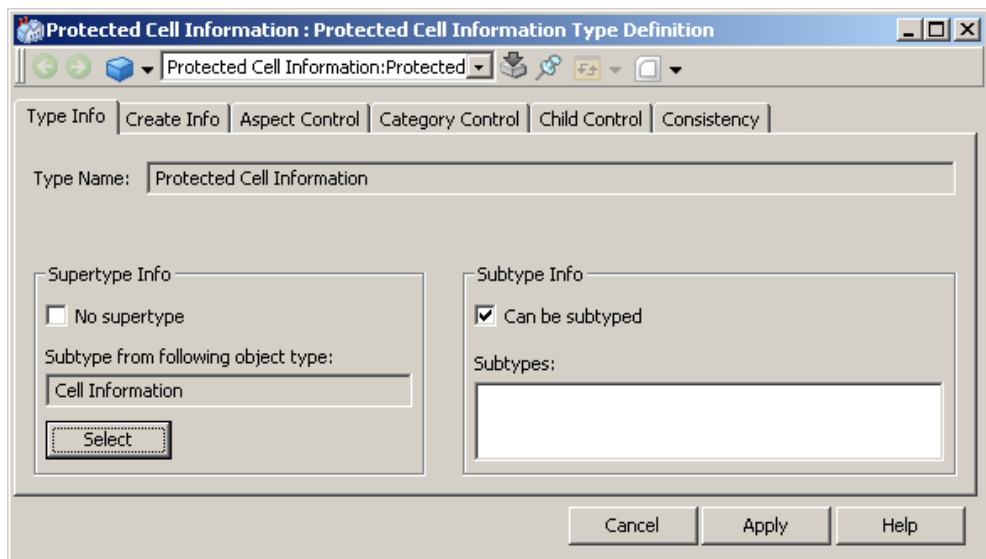 Protected Cell Information : Protected Cell Information Type Definition
Protected Cell Information:Protected
Type Info Create Info Aspect Control Category Control Child Control Consistency
Type Name: Protected Cell Information
Supertype Info
No supertype
Subtype from following object type:
Cell Information
Select
Subtype Info
Can be subtyped
Subtypes:
Cancel Apply Help